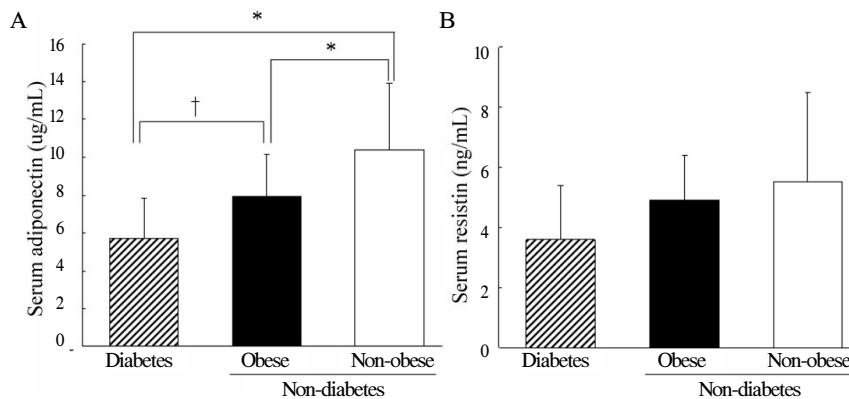 A
Serum adiponectin (ug/mL)
16
14
12
10
8
6
4
2
0
*
*
†
Diabetes Obese Non-obese
Non-diabetes
B
Serum resistin (ng/mL)
10
8
6
4
2
0
Diabetes Obese Non-obese
Non-diabetes